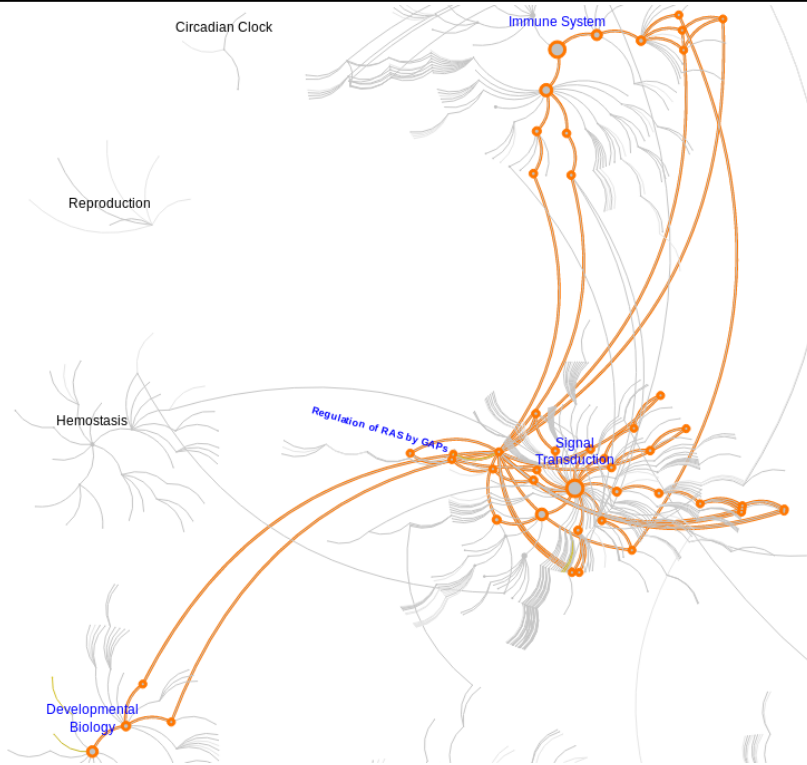 Circadian Clock
Immune System
Reproduction
Hemostasis
Regulation of RAS by GAPs
Signal
Transduction
Developmental
Biology